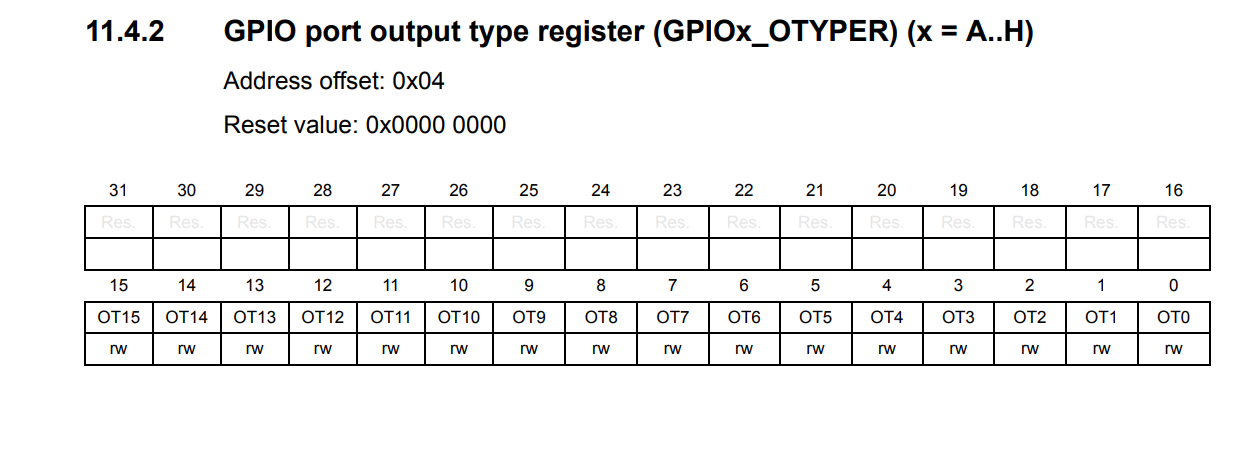 11.4.2 GPIO port output type register (GPIOx_OTYPER) (x = A..H)
Address offset: 0x04
Reset value: 0x0000 0000
31 30 29 28 27 26 25 24 23 22 21 20 19 18 17 16
Res. Res. Res. Res. Res. Res. Res. Res. Res. Res. Res. Res. Res. Res. Res. Res.
15 14 13 12 11 10 9 8 7 6 5 4 3 2 1 0
OT15 OT14 OT13 OT12 OT11 OT10 OT9 OT8 OT7 OT6 OT5 OT4 OT3 OT2 OT1 OT0
rw rw rw rw rw rw rw rw rw rw rw rw rw rw rw rw